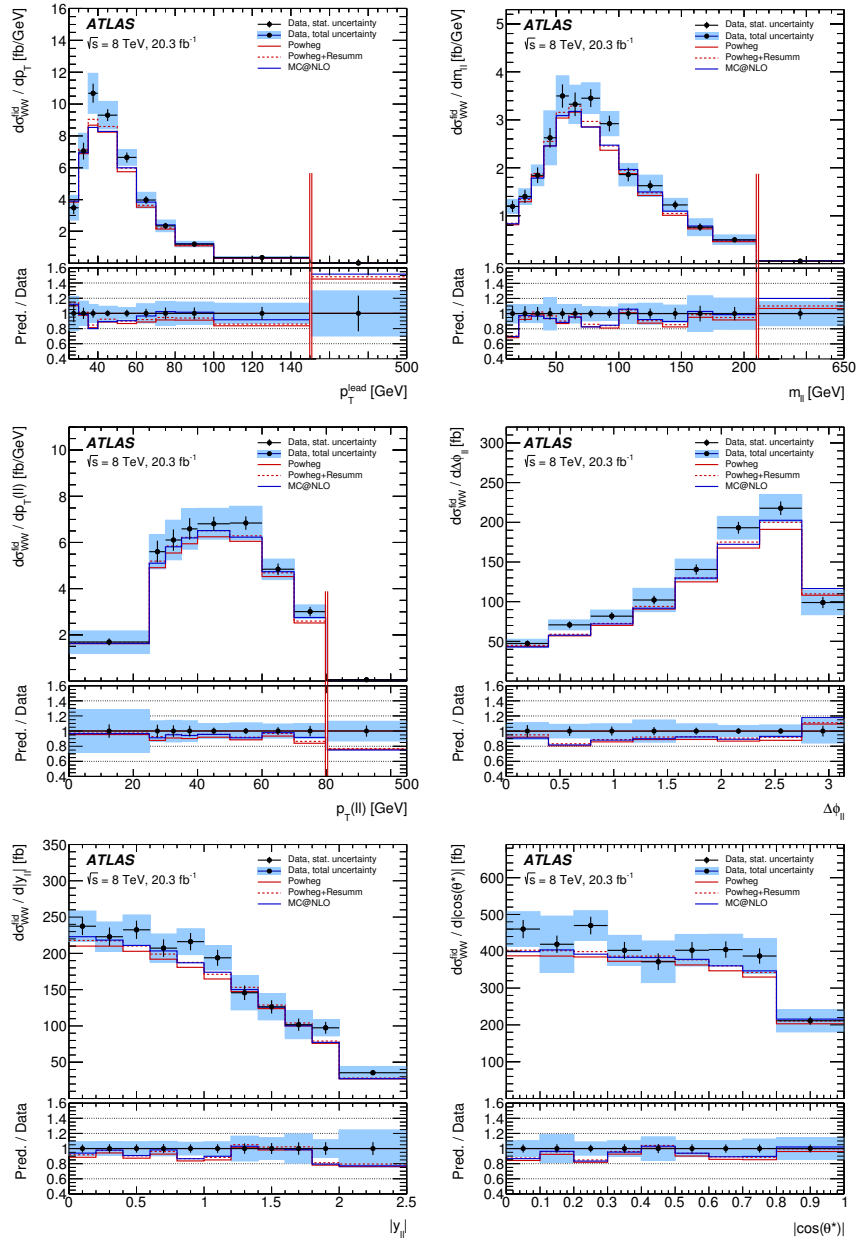 dσ^fid_WW / dp_T [fb/GeV]
ATLAS
√s = 8 TeV, 20.3 fb⁻¹
Data, stat. uncertainty
Data, total uncertainty
Powheg
Powheg+Resumm
MC@NLO
16
14
12
10
8
6
4
2
Pred. / Data
1.6
1.4
1.2
1
0.8
0.6
0.4
40 60 80 100 120 140 500
p_T^lead [GeV]
dσ^fid_WW / dm_ll [fb/GeV]
ATLAS
√s = 8 TeV, 20.3 fb⁻¹
Data, stat. uncertainty
Data, total uncertainty
Powheg
Powheg+Resumm
MC@NLO
5
4
3
2
1
Pred. / Data
1.6
1.4
1.2
1
0.8
0.6
0.4
50 100 150 200 650
m_ll [GeV]
dσ^fid_WW / dp_T(ll) [fb/GeV]
ATLAS
√s = 8 TeV, 20.3 fb⁻¹
Data, stat. uncertainty
Data, total uncertainty
Powheg
Powheg+Resumm
MC@NLO
10
8
6
4
2
Pred. / Data
1.6
1.4
1.2
1
0.8
0.6
0.4
0 20 40 60 80 500
p_T(ll) [GeV]
dσ^fid_WW / dΔϕ_ll [fb]
ATLAS
√s = 8 TeV, 20.3 fb⁻¹
Data, stat. uncertainty
Data, total uncertainty
Powheg
Powheg+Resumm
MC@NLO
300
250
200
150
100
50
Pred. / Data
1.6
1.4
1.2
1
0.8
0.6
0.4
0 0.5 1 1.5 2 2.5 3
Δϕ_ll
dσ^fid_WW / d|y_ll| [fb]
ATLAS
√s = 8 TeV, 20.3 fb⁻¹
Data, stat. uncertainty
Data, total uncertainty
Powheg
Powheg+Resumm
MC@NLO
350
300
250
200
150
100
50
Pred. / Data
1.6
1.4
1.2
1
0.8
0.6
0.4
0 0.5 1 1.5 2 2.5
|y_ll|
dσ^fid_WW / d|cos(θ*)| [fb]
ATLAS
√s = 8 TeV, 20.3 fb⁻¹
Data, stat. uncertainty
Data, total uncertainty
Powheg
Powheg+Resumm
MC@NLO
600
500
400
300
200
100
Pred. / Data
1.6
1.4
1.2
1
0.8
0.6
0.4
0 0.1 0.2 0.3 0.4 0.5 0.6 0.7 0.8 0.9 1
|cos(θ*)|